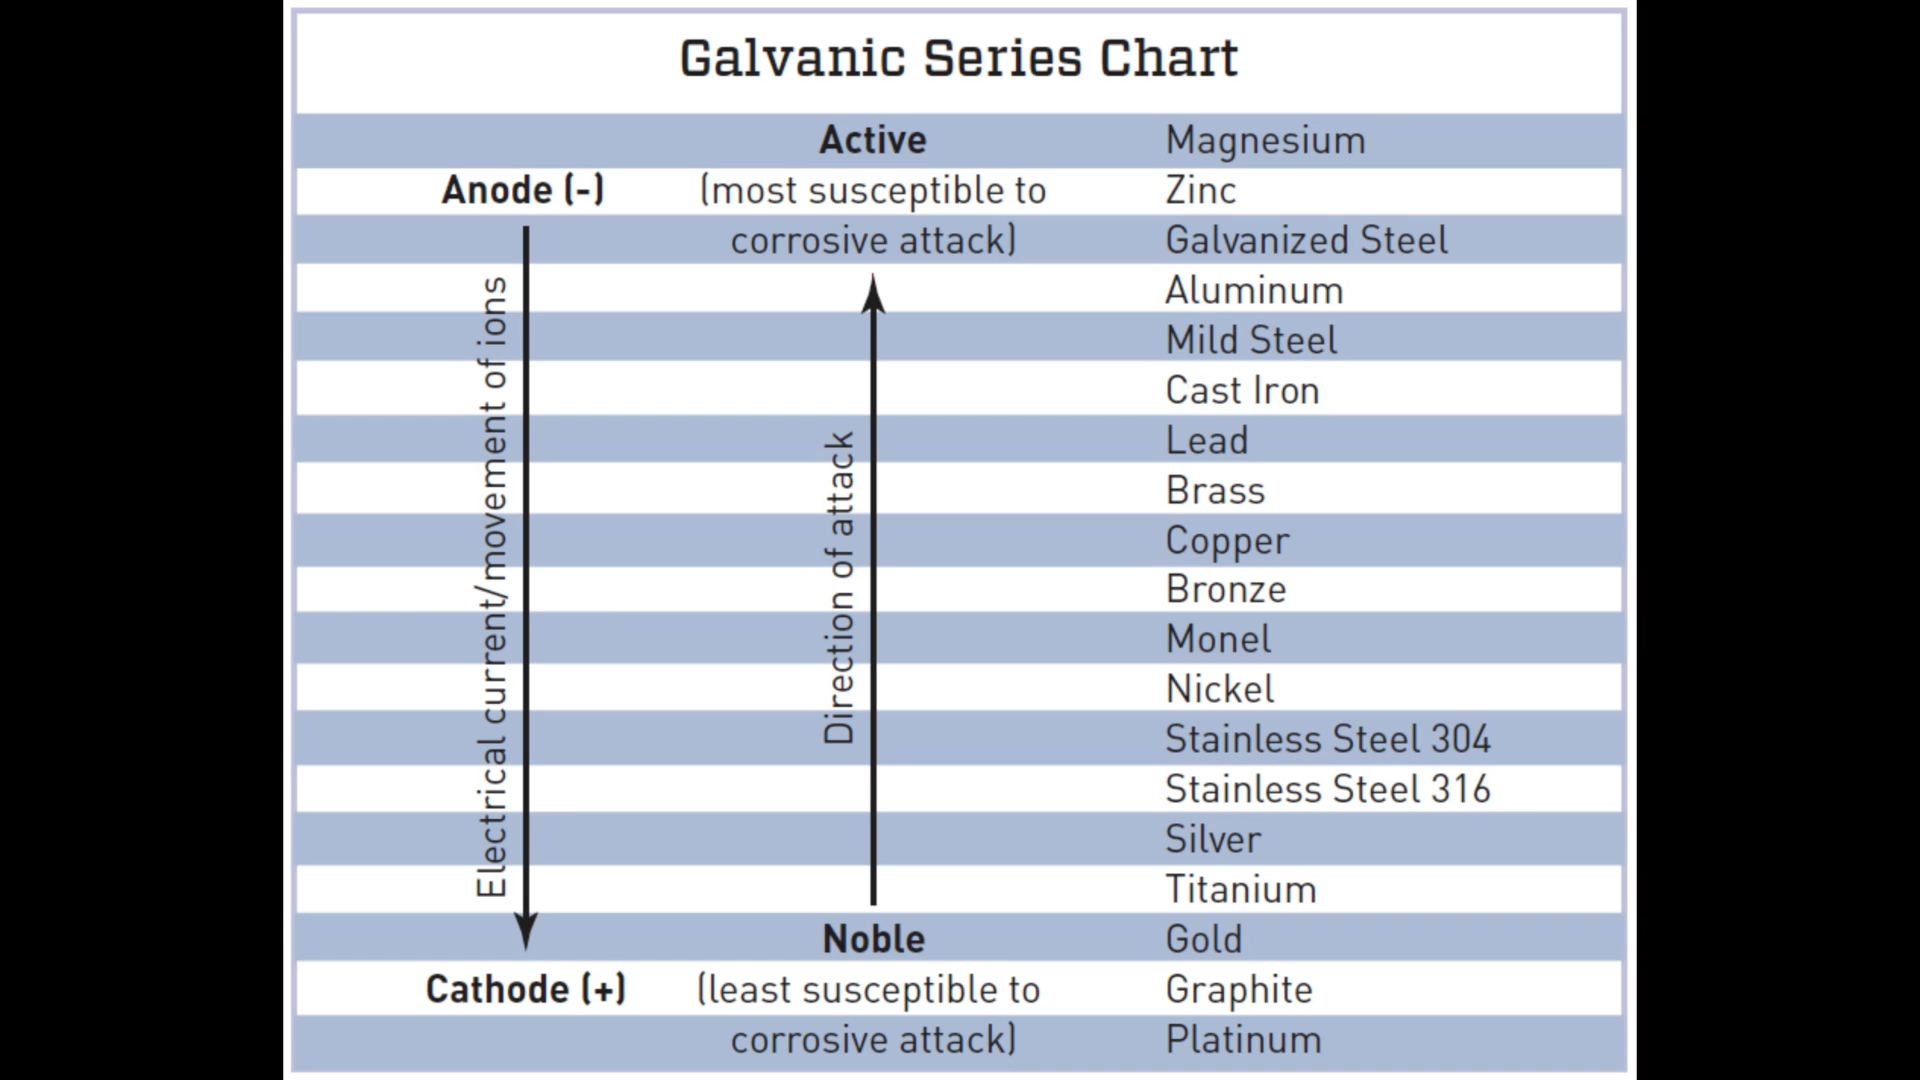 Galvanic Series Chart
Active Magnesium
Anode (-) (most susceptible to Zinc
corrosive attack) Galvanized Steel
Aluminum
Mild Steel
Cast Iron
Lead
Brass
Copper
Bronze
Monel
Nickel
Stainless Steel 304
Stainless Steel 316
Silver
Titanium
Noble Gold
Cathode (+) (least susceptible to Graphite
corrosive attack) Platinum
Electrical current/movement of ions
Direction of attack